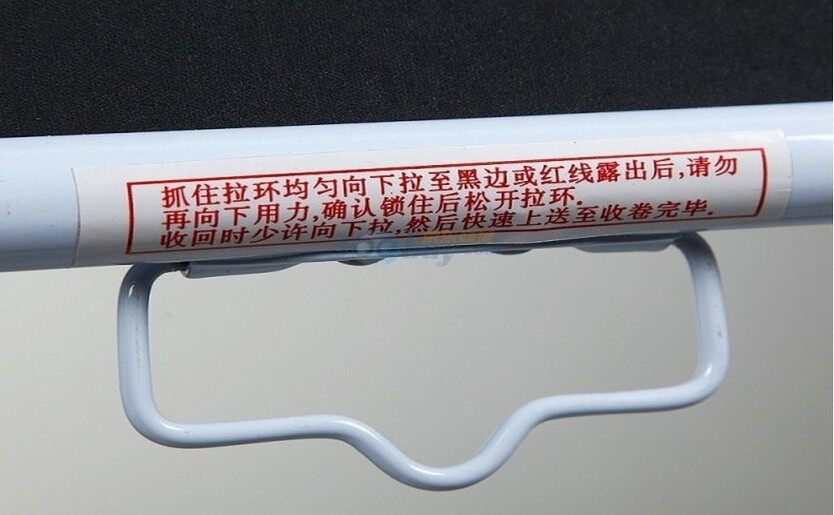 抓住拉环均匀向下拉至黑边或红线露出后,请勿
再向下用力,确认锁住后松开拉环.
收回时少许向下拉,然后快速上送至收卷完毕.